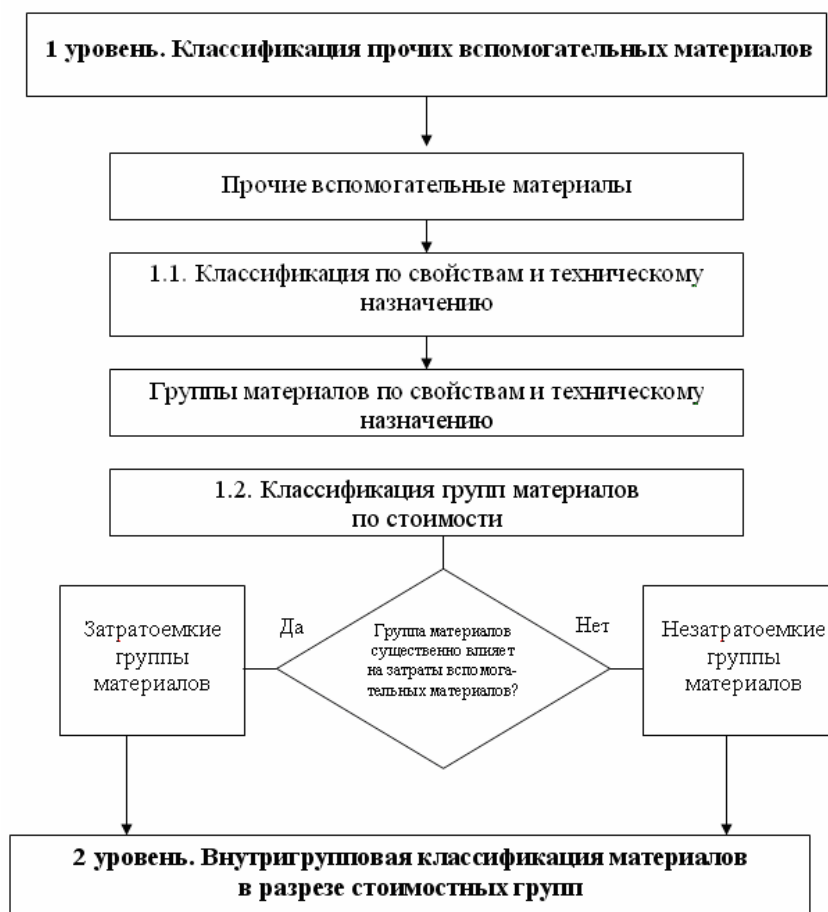 1 уровень. Классификация прочих вспомогательных материалов
Прочие вспомогательные материалы
1.1. Классификация по свойствам и техническому
назначению
Группы материалов по свойствам и техническому
назначению
1.2. Классификация групп материалов
по стоимости
Затратоемкие
группы
материалов
Да
Группа материалов
существенно влияет
на затраты вспомога-
тельных материалов?
Нет
Незатратоемкие
группы
материалов
2 уровень. Внутригрупповая классификация материалов
в разрезе стоимостных групп